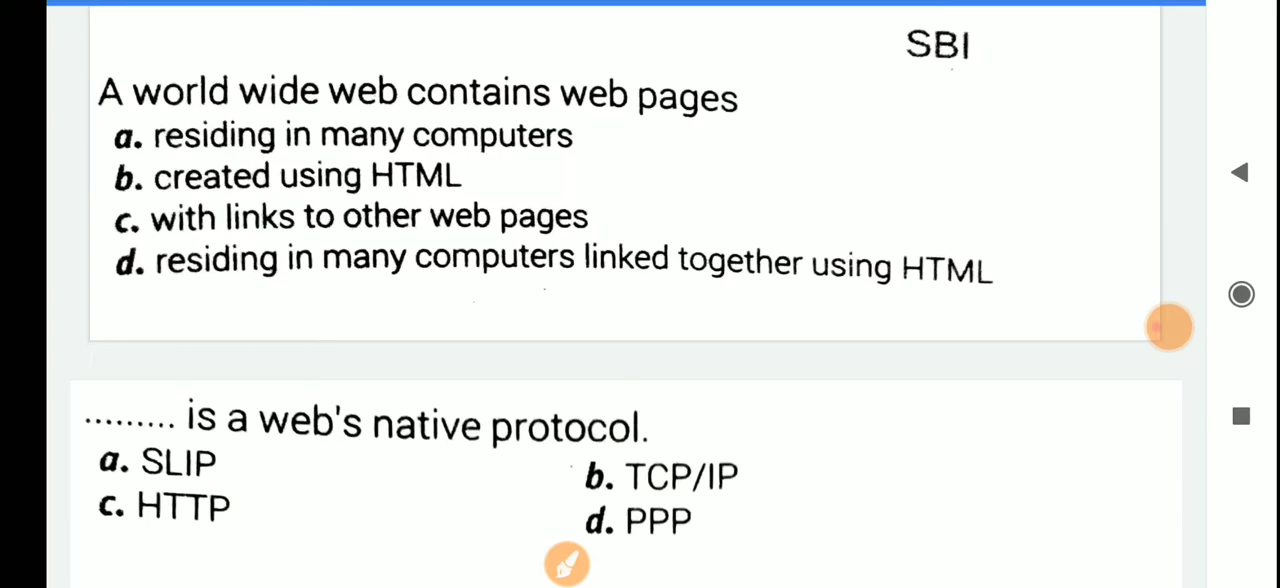 SBI
A world wide web contains web pages
a. residing in many computers
b. created using HTML
c. with links to other web pages
d. residing in many computers linked together using HTML
......... is a web's native protocol.
a. SLIP
b. TCP/IP
c. HTTP
d. PPP